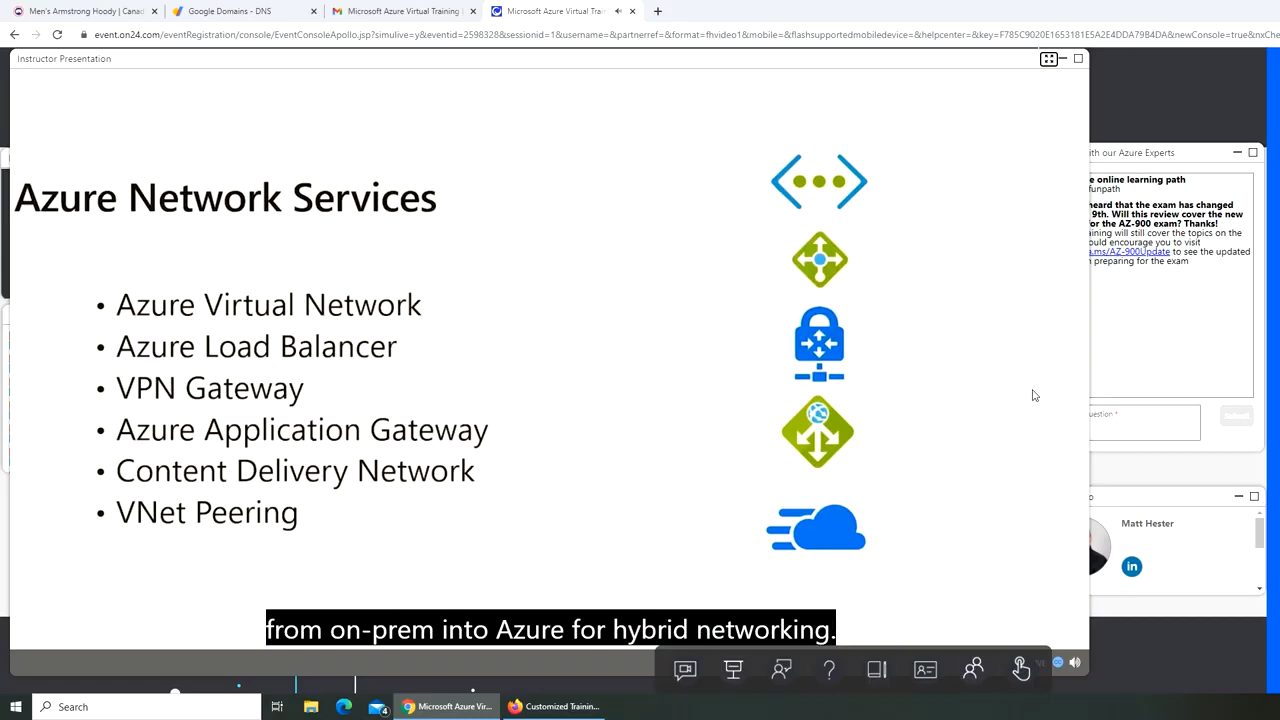 Men's Armstrong Hoody | Canad
Google Domains - DNS
Microsoft Azure Virtual Training
Microsoft Azure Virtual Train
event.on24.com/eventRegistration/console/EventConsoleApollo.jsp?simulive=y&eventid=2598328&sessionid=1&username=&partnerref=&format=fhvideo1&mobile=&flashsupportedmobiledevice=&helpcenter=&key=F785C9020E1653181E5A2E4DDA79B4DA&newConsole=true&nxChe
Instructor Presentation
Azure Network Services
• Azure Virtual Network
• Azure Load Balancer
• VPN Gateway
• Azure Application Gateway
• Content Delivery Network
• VNet Peering
from on-prem into Azure for hybrid networking.
ith our Azure Experts
e online learning path
funpath
heard that the exam has changed
9th. Will this review cover the new
for the AZ-900 exam? Thanks!
aining will still cover the topics on the
ould encourage you to visit
a.ms/AZ-900Update to see the updated
n preparing for the exam
uestion *
Submit
o
Matt Hester
in
Search
4
Microsoft Azure Vir...
Customized Trainin...